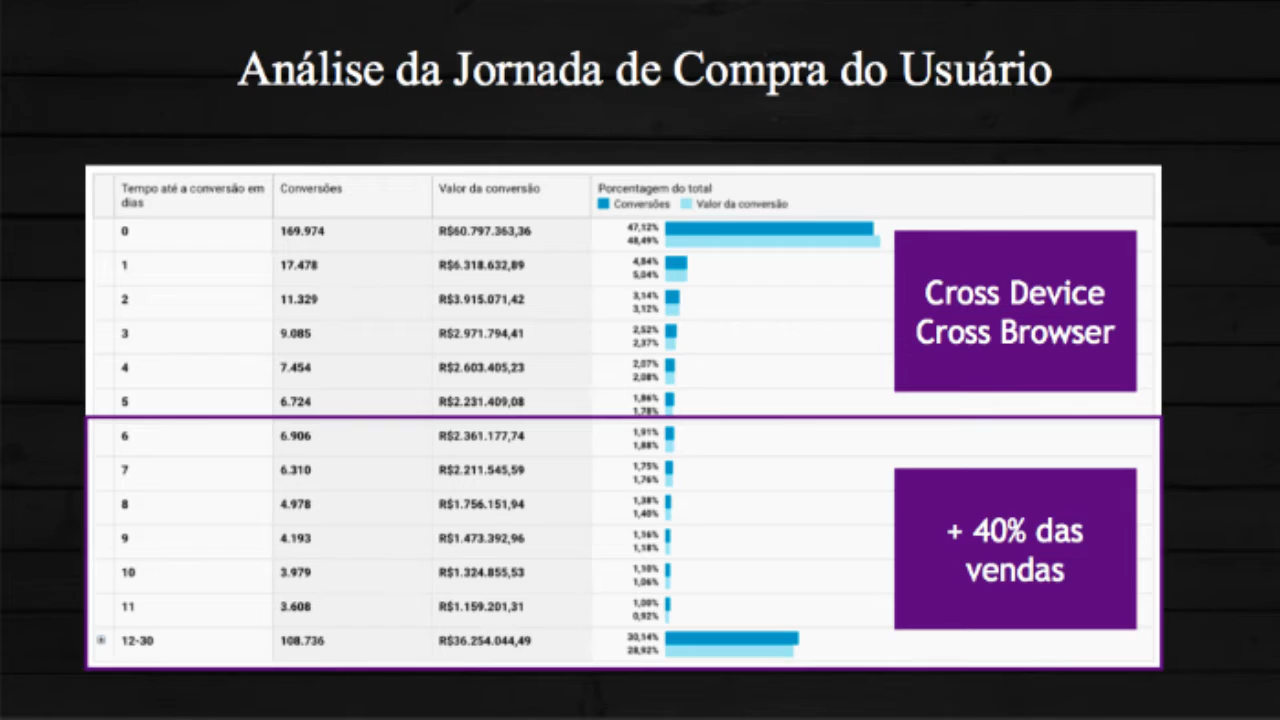 Análise da Jornada de Compra do Usuário
Tempo até a conversão em dias
Conversões
Valor da conversão
Porcentagem do total
Conversões Valor da conversão
0 169.974 R$60.797.363,36 47,12% 48,49%
1 17.478 R$6.318.632,89 4,84% 5,04%
2 11.329 R$3.915.071,42 3,14% 3,12%
3 9.085 R$2.971.794,41 2,52% 2,37%
4 7.454 R$2.603.405,23 2,07% 2,08%
5 6.724 R$2.231.409,08 1,86% 1,78%
Cross Device
Cross Browser
6 6.906 R$2.361.177,74 1,91% 1,88%
7 6.310 R$2.211.545,59 1,75% 1,76%
8 4.978 R$1.756.151,94 1,38% 1,40%
9 4.193 R$1.473.392,96 1,16% 1,18%
10 3.979 R$1.324.855,53 1,10% 1,06%
11 3.608 R$1.159.201,31 1,00% 0,92%
12-30 108.736 R$36.254.044,49 30,14% 28,92%
+ 40% das
vendas